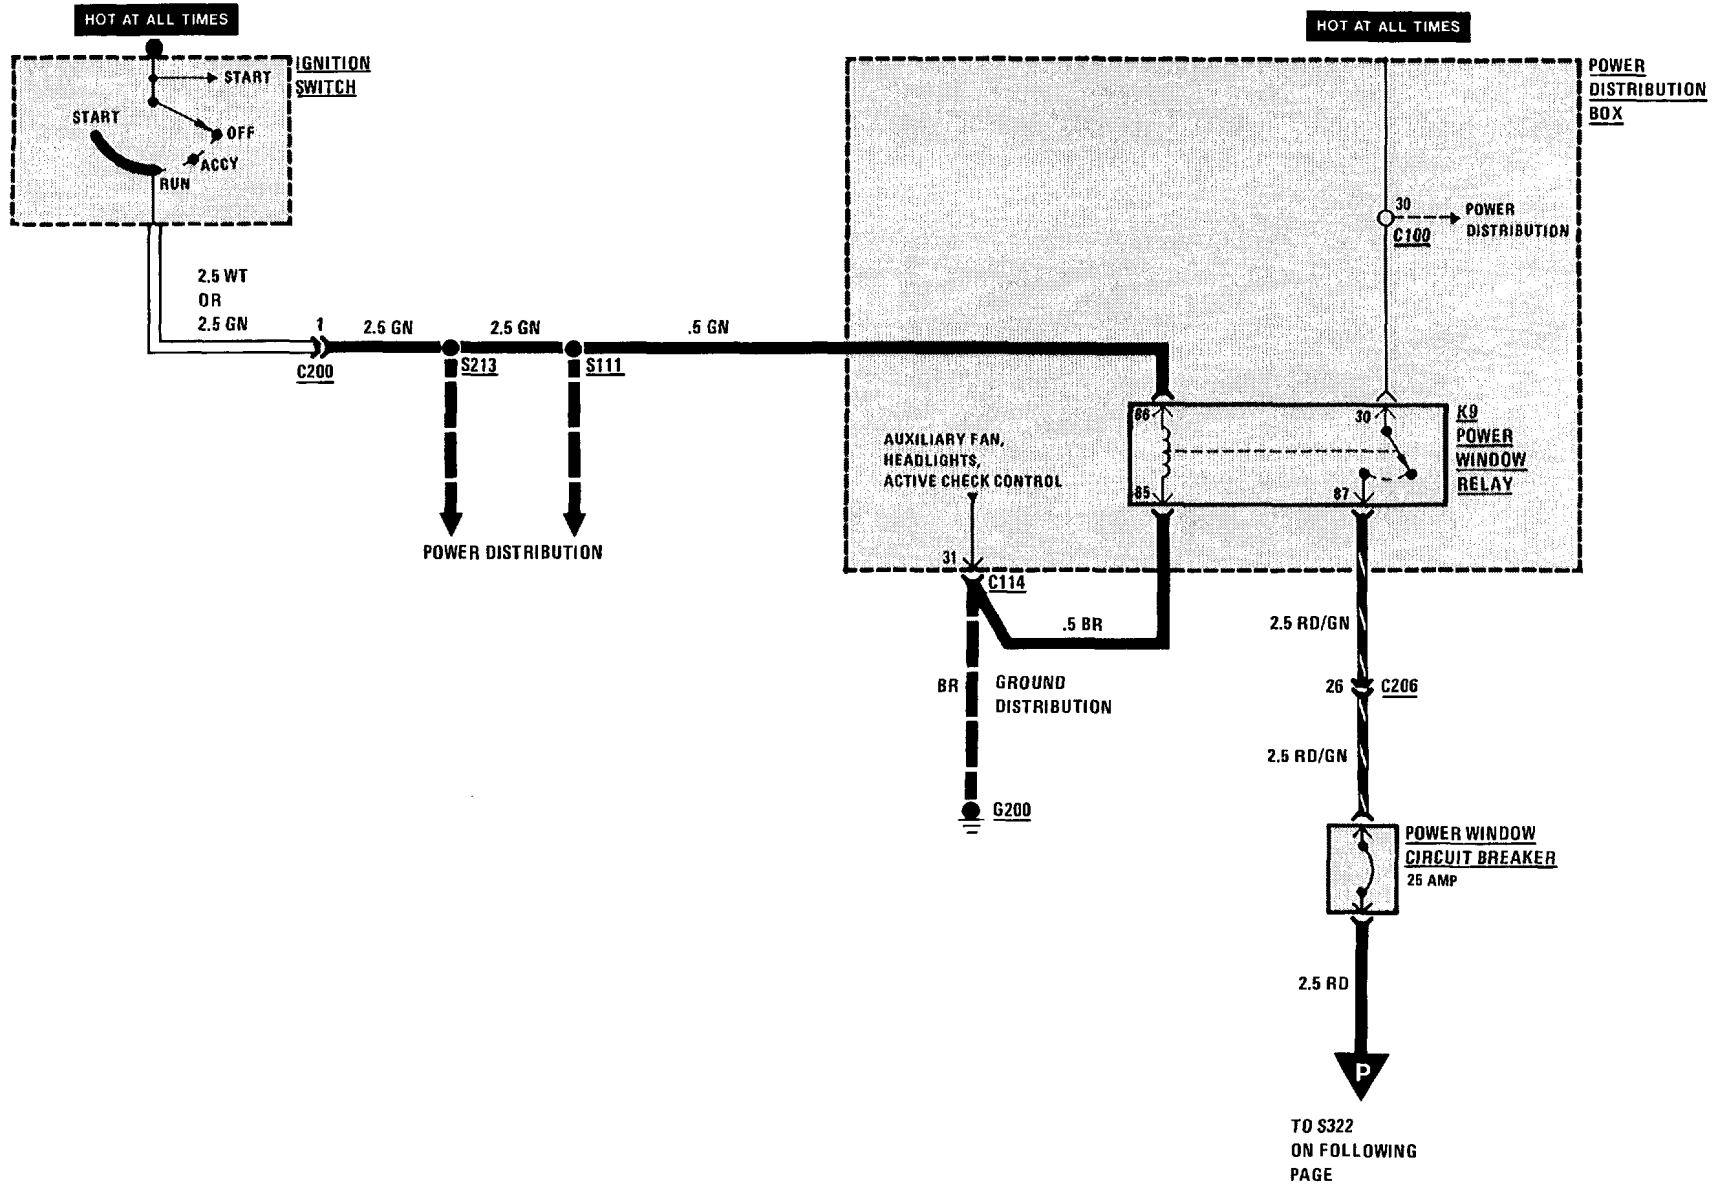 HOT AT ALL TIMES
IGNITION
SWITCH
START
START
OFF
ACCY
RUN
2.5 WT
OR
2.5 GN
1
C200
2.5 GN
S213
2.5 GN
S111
.5 GN
POWER DISTRIBUTION
HOT AT ALL TIMES
POWER
DISTRIBUTION
BOX
30
C100
POWER
DISTRIBUTION
86
30
85
87
K9
POWER
WINDOW
RELAY
AUXILIARY FAN,
HEADLIGHTS,
ACTIVE CHECK CONTROL
31
C114
.5 BR
BR
GROUND
DISTRIBUTION
G200
2.5 RD/GN
26
C206
2.5 RD/GN
POWER WINDOW
CIRCUIT BREAKER
25 AMP
2.5 RD
P
TO S322
ON FOLLOWING
PAGE